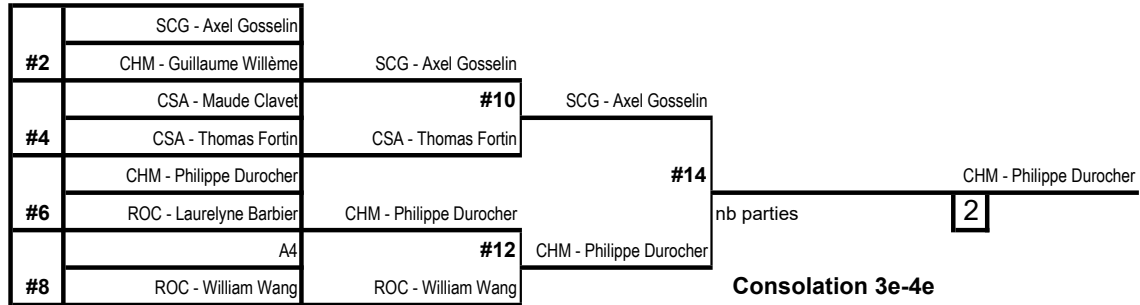 SCG - Axel Gosselin
#2 CHM - Guillaume Willème SCG - Axel Gosselin
CSA - Maude Clavet #10 SCG - Axel Gosselin
#4 CSA - Thomas Fortin CSA - Thomas Fortin
CHM - Philippe Durocher #14 CHM - Philippe Durocher
#6 ROC - Laurelyne Barbier CHM - Philippe Durocher nb parties 2
A4 #12 CHM - Philippe Durocher
#8 ROC - William Wang ROC - William Wang Consolation 3e-4e